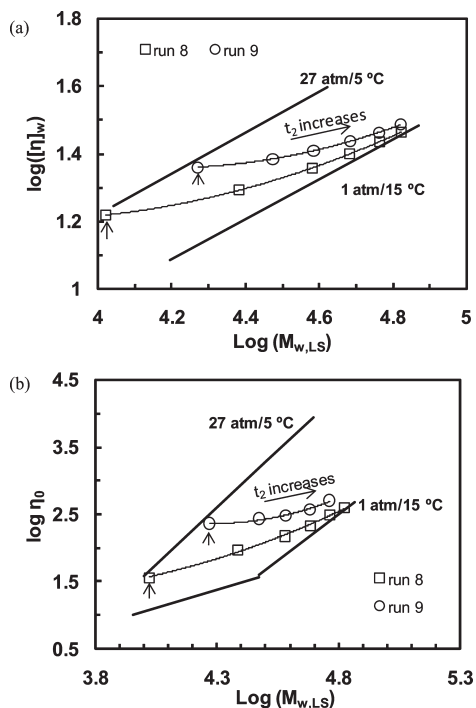 (a)
1.8
run 8
run 9
27 atm/5 ºC
1.6
t2 increases
log([n]w)
1.4
1 atm/15 ºC
1.2
1
4
4.2
4.4
4.6
4.8
5
Log (Mw,LS)
(b)
4.5
27 atm/5 ºC
3.5
t2 increases
log η0
2.5
1 atm/15 ºC
1.5
run 8
run 9
0.5
3.8
4.3
4.8
5.3
Log (Mw,LS)